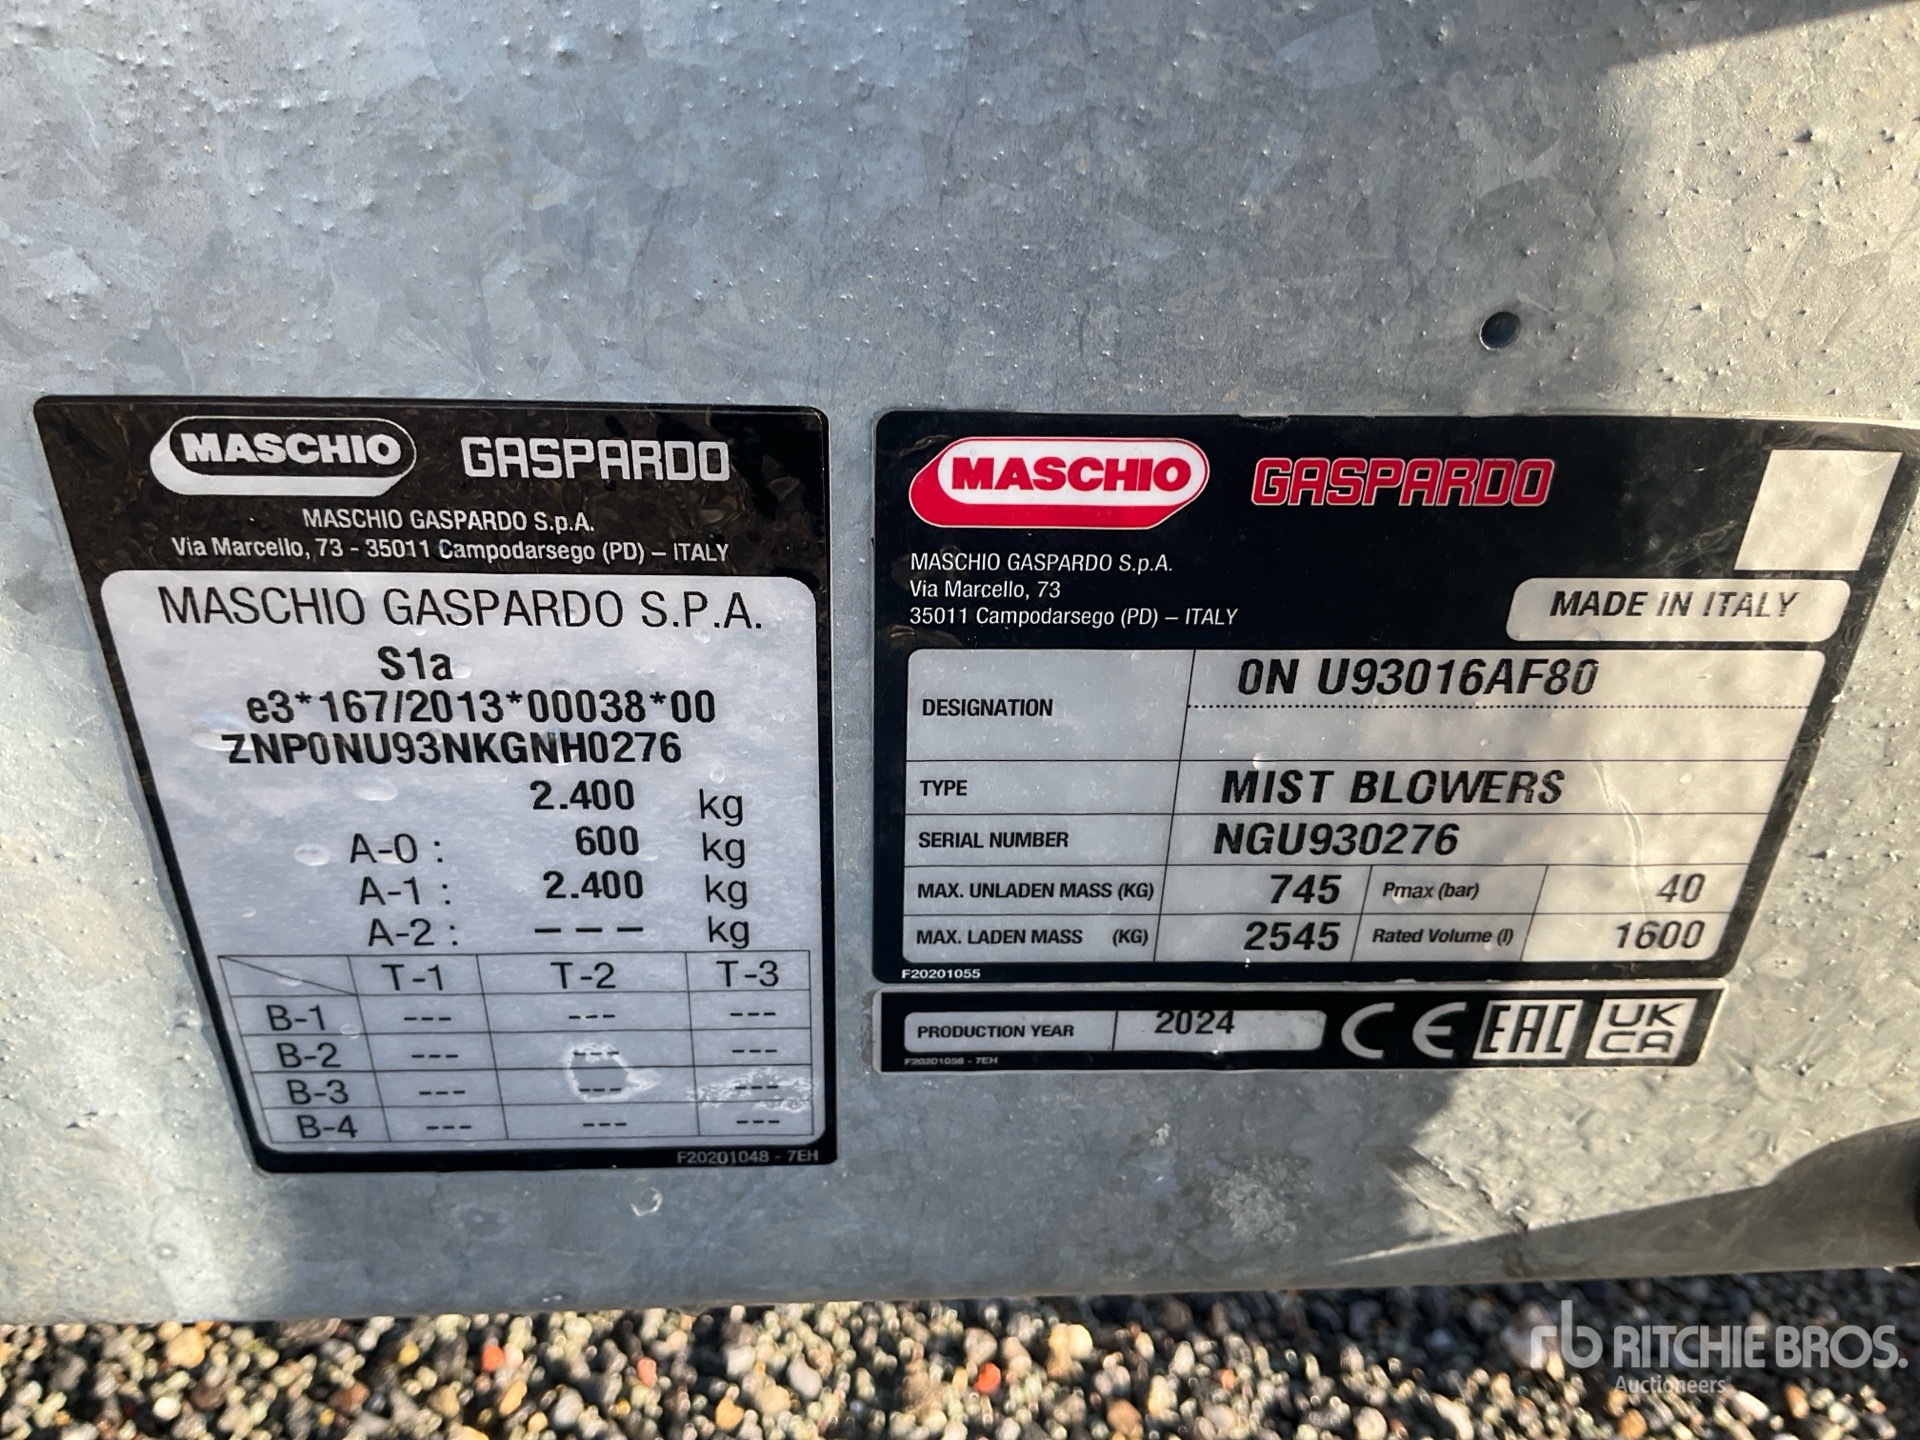 MASCHIO GASPARDO
MASCHIO GASPARDO S.p.A.
Via Marcello, 73 - 35011 Campodarsego (PD) – ITALY
MASCHIO GASPARDO S.P.A.
S1a
e3*167/2013*00038*00
ZNP0NU93NKGNH0276
2.400 kg
A-0 : 600 kg
A-1 : 2.400 kg
A-2 : --- kg
T-1 T-2 T-3
B-1 --- --- ---
B-2 --- --- ---
B-3 --- --- ---
B-4 --- --- ---
F20201048 - 7EH
MASCHIO GASPARDO
MASCHIO GASPARDO S.p.A.
Via Marcello, 73
35011 Campodarsego (PD) – ITALY
MADE IN ITALY
DESIGNATION 0N U93016AF80
TYPE MIST BLOWERS
SERIAL NUMBER NGU930276
MAX. UNLADEN MASS (KG) 745 Pmax (bar) 40
MAX. LADEN MASS (KG) 2545 Rated Volume (l) 1600
F20201055
PRODUCTION YEAR 2024 CE EAC UK CA
F20201056 - 7EH
rb RITCHIE BROS.
Auctioneers